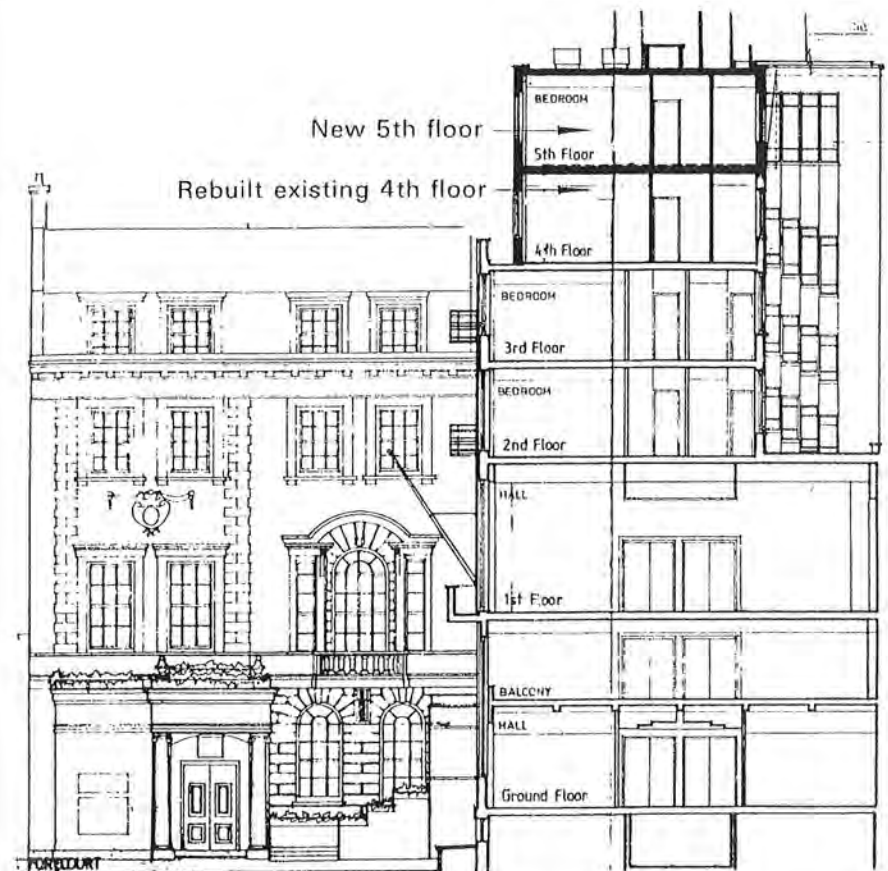 BEDROOM
New 5th floor
5th Floor
Rebuilt existing 4th floor
4th Floor
BEDROOM
3rd Floor
BEDROOM
2nd Floor
HALL
1st Floor
BALCONY
HALL
Ground Floor
FORECOURT